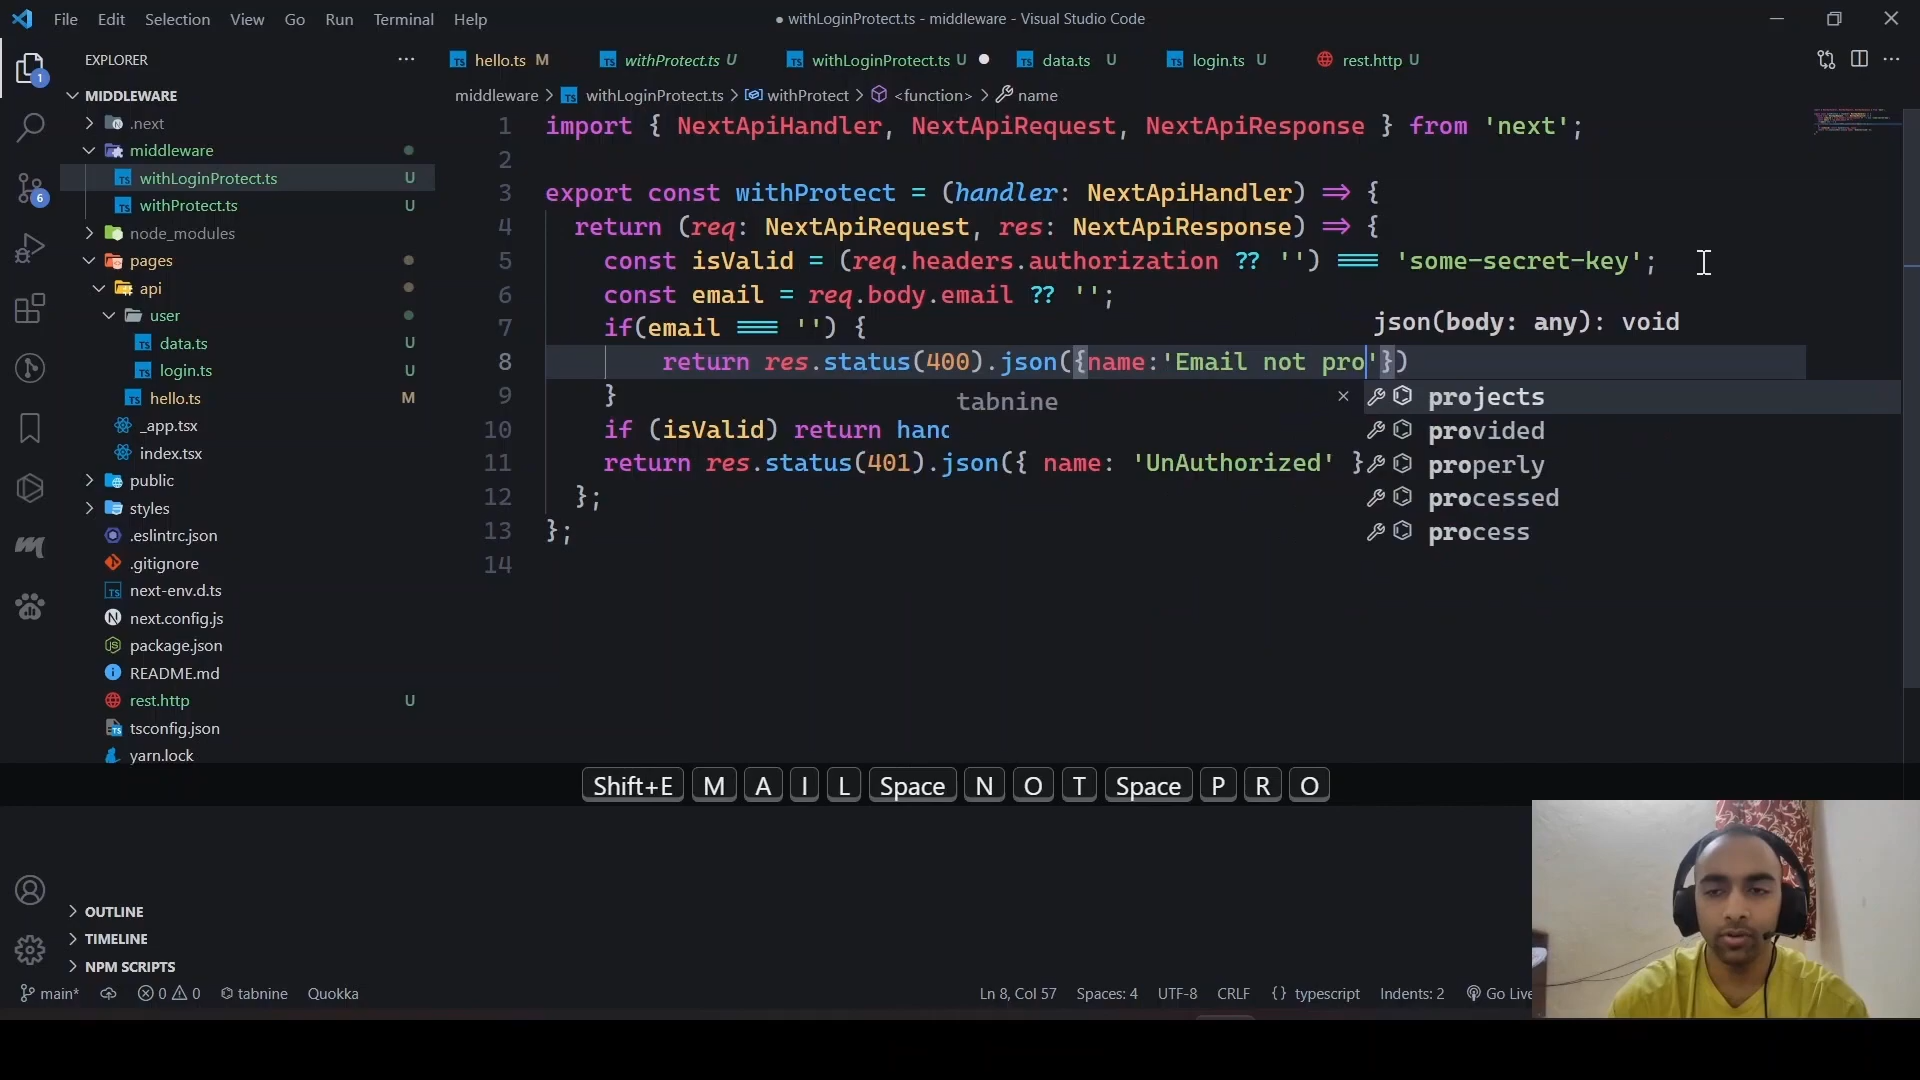 File Edit Selection View Go Run Terminal Help
● withLoginProtect.ts - middleware - Visual Studio Code
EXPLORER
1
hello.ts M
withProtect.ts U
withLoginProtect.ts U
data.ts U
login.ts U
rest.http U
MIDDLEWARE
middleware > withLoginProtect.ts > withProtect > <function> > name
.next
middleware
withLoginProtect.ts U
withProtect.ts U
6
node_modules
pages
api
user
data.ts U
login.ts U
hello.ts M
_app.tsx
index.tsx
public
styles
.eslintrc.json
.gitignore
next-env.d.ts
next.config.js
package.json
README.md
rest.http U
tsconfig.json
yarn.lock
1 import { NextApiHandler, NextApiRequest, NextApiResponse } from 'next';
2
3 export const withProtect = (handler: NextApiHandler) => {
4 return (req: NextApiRequest, res: NextApiResponse) => {
5 const isValid = (req.headers.authorization ?? '') === 'some-secret-key';
6 const email = req.body.email ?? '';
7 if(email === '') {
json(body: any): void
8 return res.status(400).json({name:'Email not pro'})
9 }
tabnine
projects
10 if (isValid) return hand
provided
11 return res.status(401).json({ name: 'UnAuthorized' }
properly
12 };
processed
13 };
process
14
Shift+E M A I L Space N O T Space P R O
OUTLINE
TIMELINE
NPM SCRIPTS
main* 0 0 tabnine Quokka
Ln 8, Col 57 Spaces: 4 UTF-8 CRLF {} typescript Indents: 2 Go Live